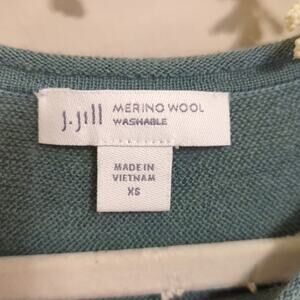 J.Jill
MERINO WOOL
WASHABLE
MADE IN
VIETNAM
XS